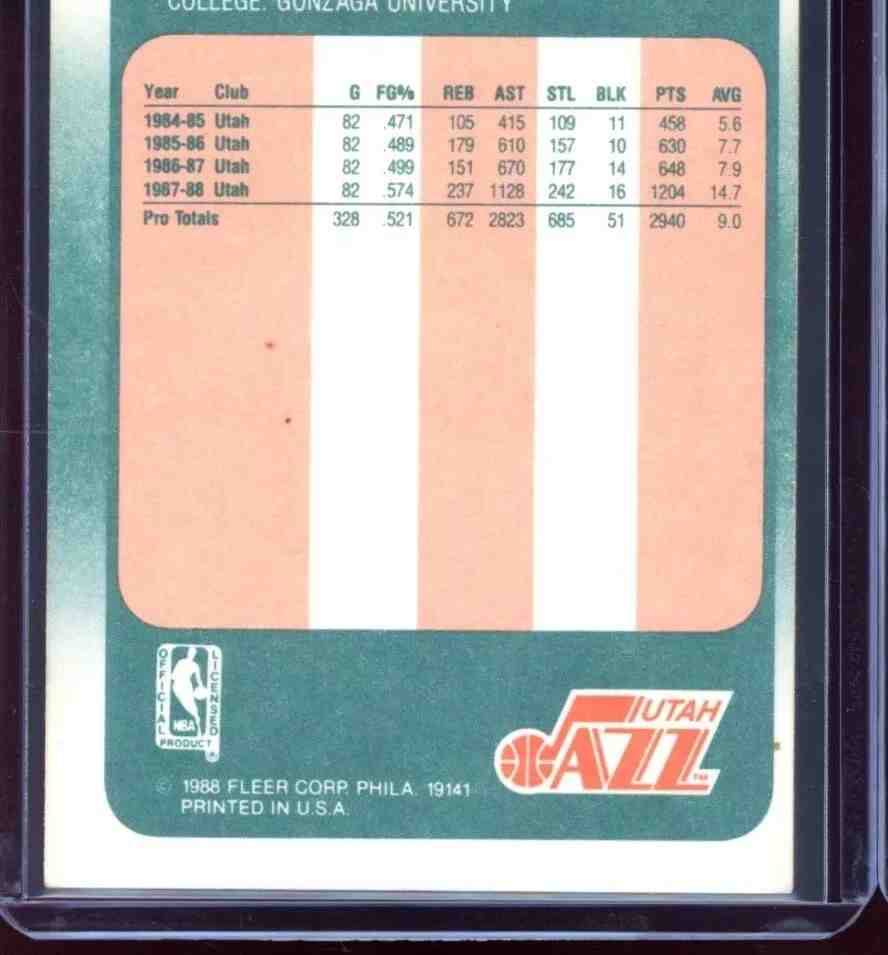 COLLEGE: GONZAGA UNIVERSITY
Year Club G FG% REB AST STL BLK PTS AVG
1984-85 Utah 82 .471 105 415 109 11 458 5.6
1985-86 Utah 82 .489 179 610 157 10 630 7.7
1986-87 Utah 82 .499 151 670 177 14 648 7.9
1987-88 Utah 82 .574 237 1128 242 16 1204 14.7
Pro Totals 328 .521 672 2823 685 51 2940 9.0
OFFICIAL
LICENSED
NBA
PRODUCT
®
UTAH
JAZZ
™
© 1988 FLEER CORP. PHILA. 19141
PRINTED IN U.S.A.